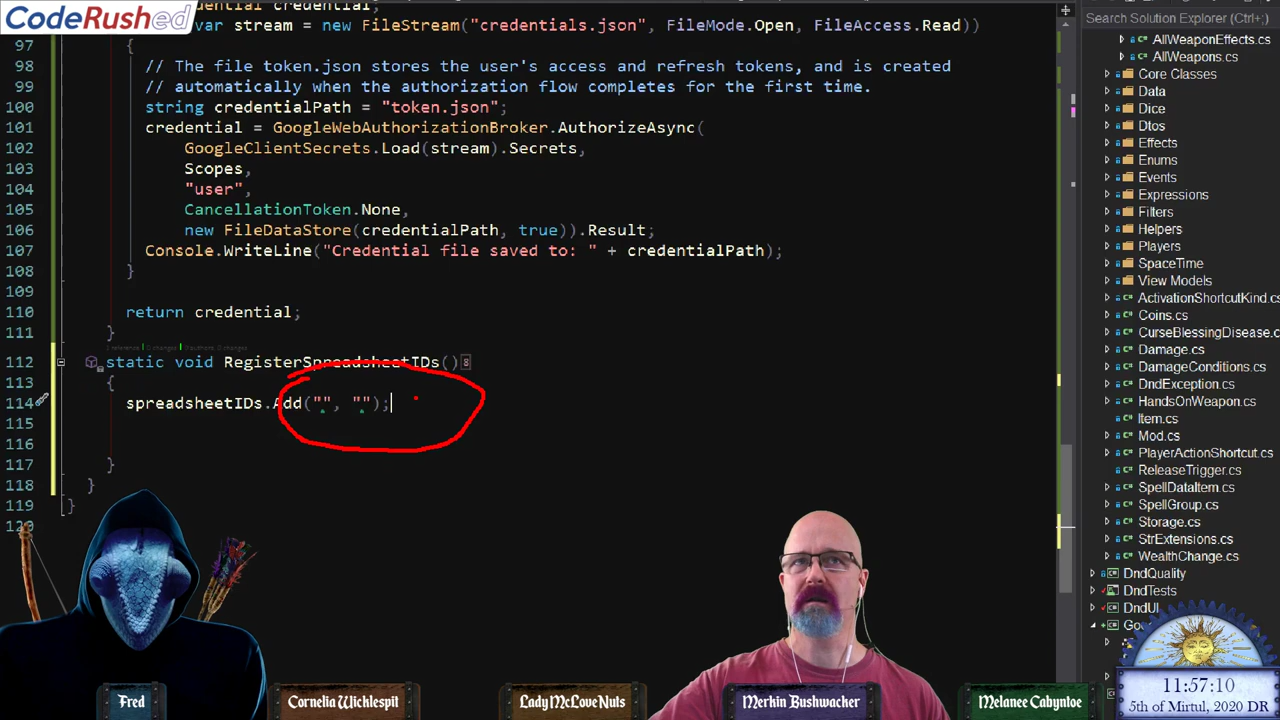 CodeRushed
credential;
var stream = new FileStream("credentials.json", FileMode.Open, FileAccess.Read))
97 {
98 // The file token.json stores the user's access and refresh tokens, and is created
99 // automatically when the authorization flow completes for the first time.
100 string credentialPath = "token.json";
101 credential = GoogleWebAuthorizationBroker.AuthorizeAsync(
102 GoogleClientSecrets.Load(stream).Secrets,
103 Scopes,
104 "user",
105 CancellationToken.None,
106 new FileDataStore(credentialPath, true)).Result;
107 Console.WriteLine("Credential file saved to: " + credentialPath);
108 }
109
110 return credential;
111 }
112 static void RegisterSpreadsheetIDs()
113 {
114 spreadsheetIDs.Add("", "");
115
116
117 }
118 }
119 }
Search Solution Explorer (Ctrl+;)
AllWeaponEffects.cs
AllWeapons.cs
Core Classes
Data
Dice
Dtos
Effects
Enums
Events
Expressions
Filters
Helpers
Players
SpaceTime
View Models
ActivationShortcutKind.cs
Coins.cs
CurseBlessingDisease.c
Damage.cs
DamageConditions.cs
DndException.cs
HandsOnWeapon.cs
Item.cs
Mod.cs
PlayerActionShortcut.cs
ReleaseTrigger.cs
SpellDataItem.cs
SpellGroup.cs
Storage.cs
StrExtensions.cs
WealthChange.cs
DndQuality
DndTests
DndUI
Go
11:57:10
5th of Mirtul, 2020 DR
Fred
Cornelia Wicklespit
Lady McLove Nuts
Merkin Bushwacker
Melanee Cabyntoe